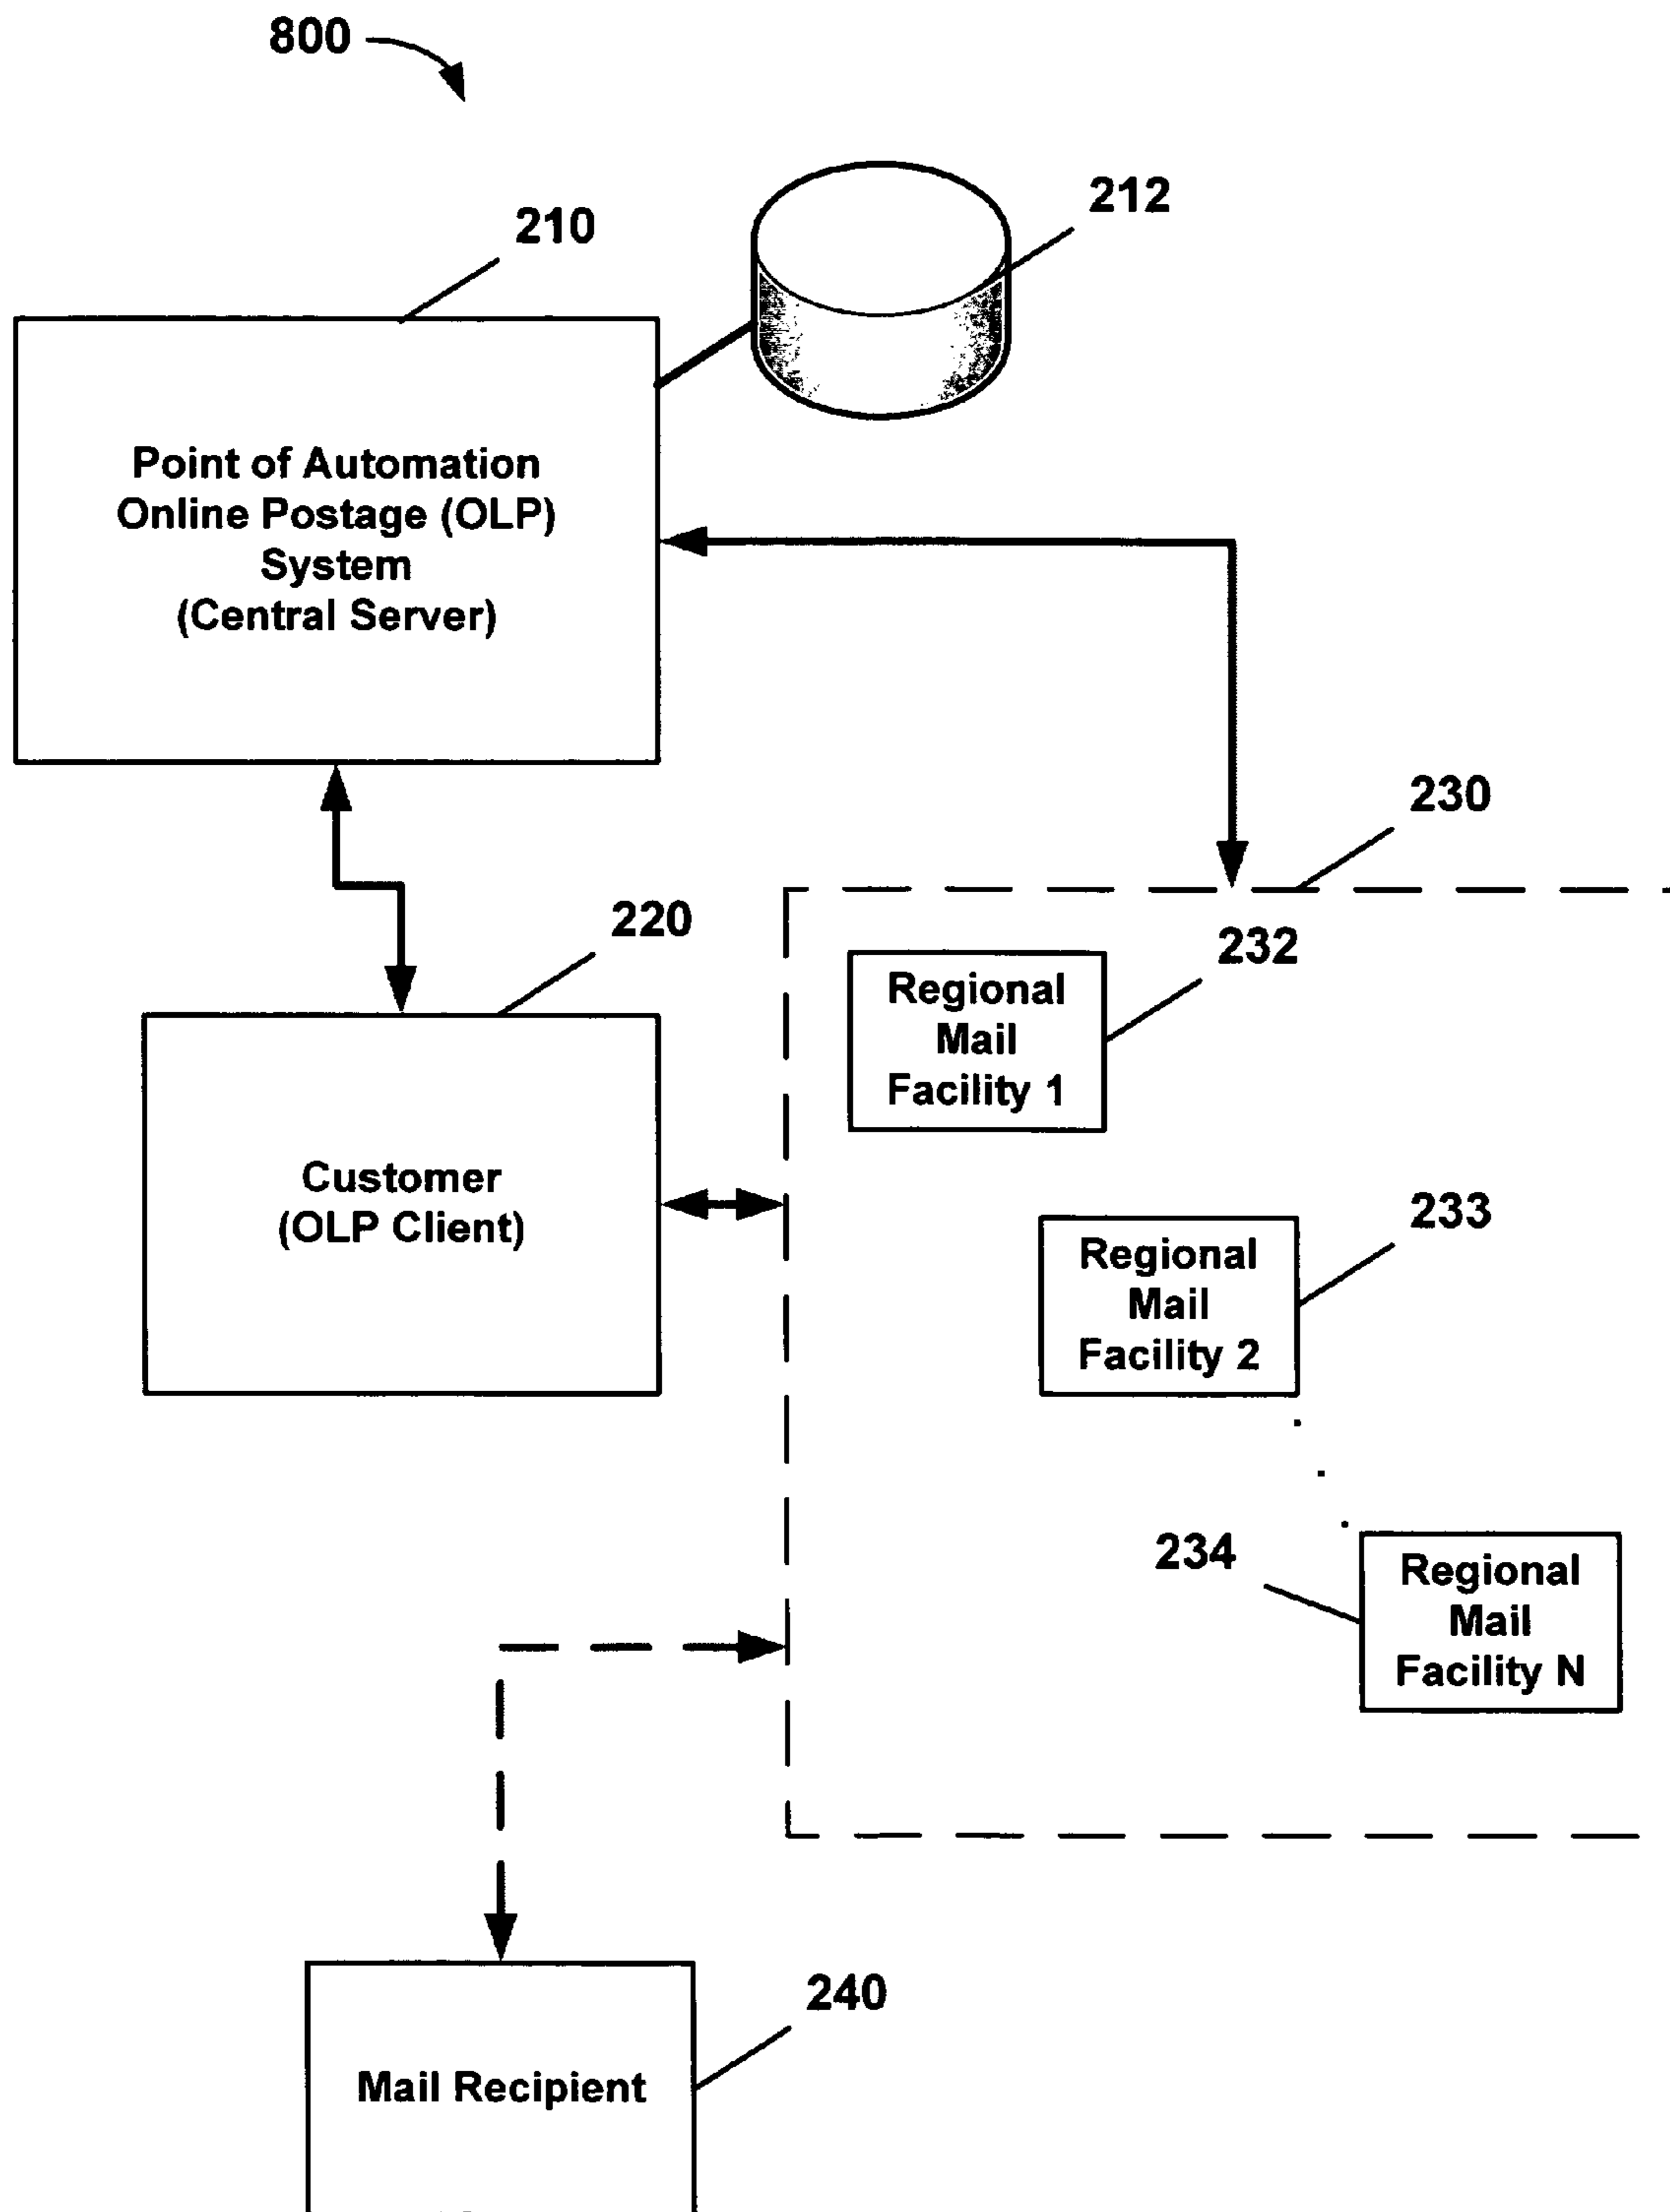 800
212
210
Point of Automation
Online Postage (OLP)
System
(Central Server)
230
220
232
Regional
Mail
Facility 1
Customer
(OLP Client)
233
Regional
Mail
Facility 2
234
Regional
Mail
Facility N
240
Mail Recipient